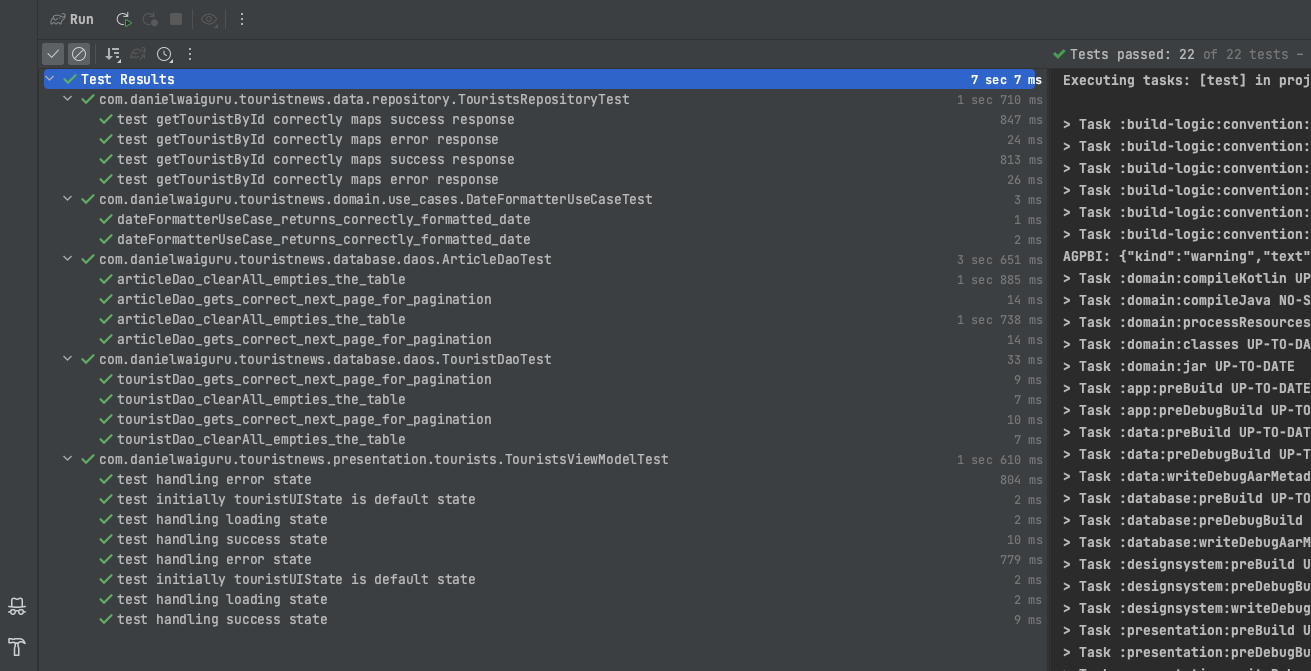 Run
Tests passed: 22 of 22 tests –
Test Results 7 sec 7 ms
com.danielwaiguru.touristnews.data.repository.TouristsRepositoryTest 1 sec 710 ms
test getTouristById correctly maps success response 847 ms
test getTouristById correctly maps error response 24 ms
test getTouristById correctly maps success response 813 ms
test getTouristById correctly maps error response 26 ms
com.danielwaiguru.touristnews.domain.use_cases.DateFormatterUseCaseTest 3 ms
dateFormatterUseCase_returns_correctly_formatted_date 1 ms
dateFormatterUseCase_returns_correctly_formatted_date 2 ms
com.danielwaiguru.touristnews.database.daos.ArticleDaoTest 3 sec 651 ms
articleDao_clearAll_empties_the_table 1 sec 885 ms
articleDao_gets_correct_next_page_for_pagination 14 ms
articleDao_clearAll_empties_the_table 1 sec 738 ms
articleDao_gets_correct_next_page_for_pagination 14 ms
com.danielwaiguru.touristnews.database.daos.TouristDaoTest 33 ms
touristDao_gets_correct_next_page_for_pagination 9 ms
touristDao_clearAll_empties_the_table 7 ms
touristDao_gets_correct_next_page_for_pagination 10 ms
touristDao_clearAll_empties_the_table 7 ms
com.danielwaiguru.touristnews.presentation.tourists.TouristsViewModelTest 1 sec 610 ms
test handling error state 804 ms
test initially touristUIState is default state 2 ms
test handling loading state 2 ms
test handling success state 10 ms
test handling error state 779 ms
test initially touristUIState is default state 2 ms
test handling loading state 2 ms
test handling success state 9 ms
Executing tasks: [test] in proj
> Task :build-logic:convention:
> Task :build-logic:convention:
> Task :build-logic:convention:
> Task :build-logic:convention:
> Task :build-logic:convention:
> Task :build-logic:convention:
AGPBI: {"kind":"warning","text"
> Task :domain:compileKotlin UP
> Task :domain:compileJava NO-S
> Task :domain:processResources
> Task :domain:classes UP-TO-DA
> Task :domain:jar UP-TO-DATE
> Task :app:preBuild UP-TO-DATE
> Task :app:preDebugBuild UP-TO
> Task :data:preBuild UP-TO-DAT
> Task :data:preDebugBuild UP-T
> Task :data:writeDebugAarMetad
> Task :database:preBuild UP-TO
> Task :database:preDebugBuild
> Task :database:writeDebugAarM
> Task :designsystem:preBuild U
> Task :designsystem:preDebugBu
> Task :designsystem:writeDebug
> Task :presentation:preBuild U
> Task :presentation:preDebugBu